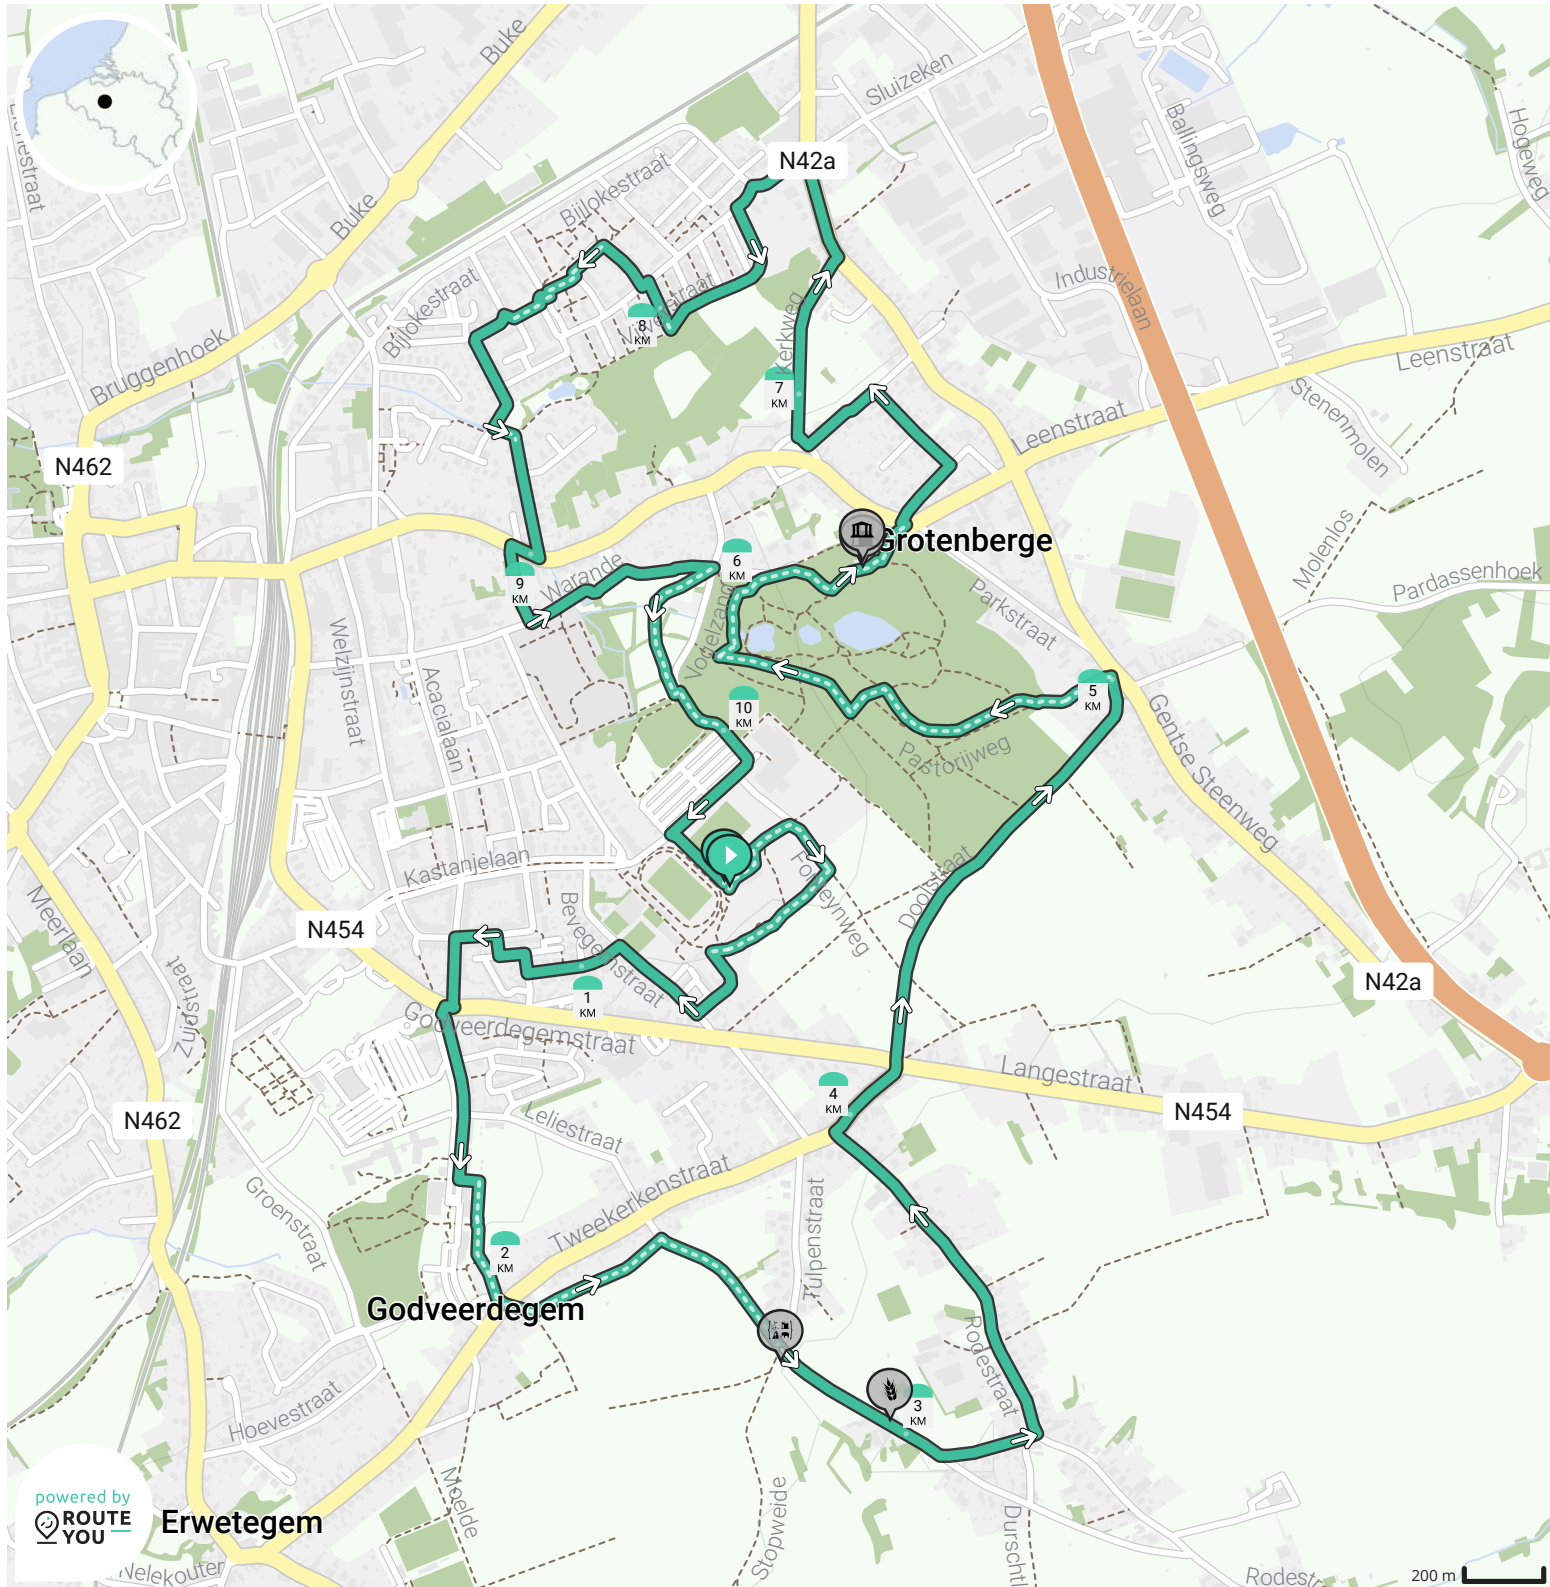 Buke
Sluizeken
N42a
Ballingsweg
Hogeweg
Bijlokestraat
Buke
Industrielaan
Bijlokestraat
Kerkweg
8
KM
Bruggenhoek
7
KM
Leenstraat
Stenenmolen
Leenstraat
N462
Molenlos
Grotenberge
6
KM
Warande
9
KM
Pardassenhoek
Parkstraat
Welzijnstraat
Acacialaan
5
KM
10
KM
Gentse Steenweg
Pastorijweg
Kastanjelaan
Meerlaan
Doolstraat
Bevegemstraat
N454
Zuidstraat
N42a
1
KM
Godveerdegemstraat
Langestraat
4
KM
N454
N462
Leliestraat
Groenstraat
Tweekerkenstraat
Tulpenstraat
2
KM
Godveerdegem
Rodestraat
Hoevestraat
3
KM
Moelde
Stopweide
powered by
ROUTE
YOU
Erwetegem
Nelekouter
200 m